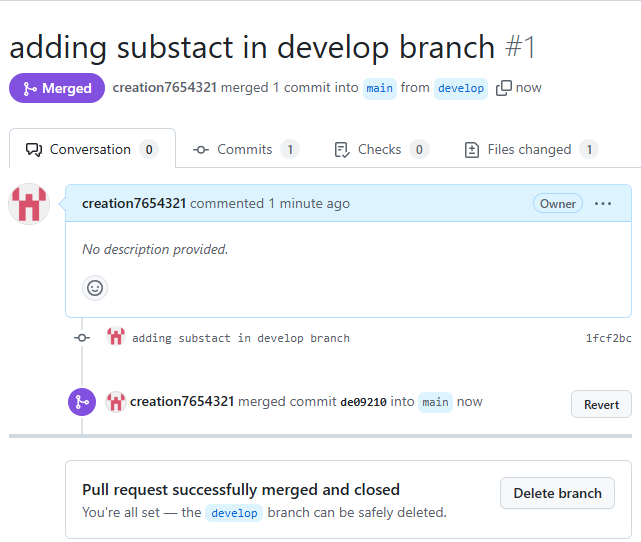 adding substact in develop branch #1
Merged creation7654321 merged 1 commit into main from develop now
Conversation 0 Commits 1 Checks 0 Files changed 1
creation7654321 commented 1 minute ago Owner
No description provided.
adding substact in develop branch 1fcf2bc
creation7654321 merged commit de09210 into main now Revert
Pull request successfully merged and closed
Delete branch
You're all set — the develop branch can be safely deleted.